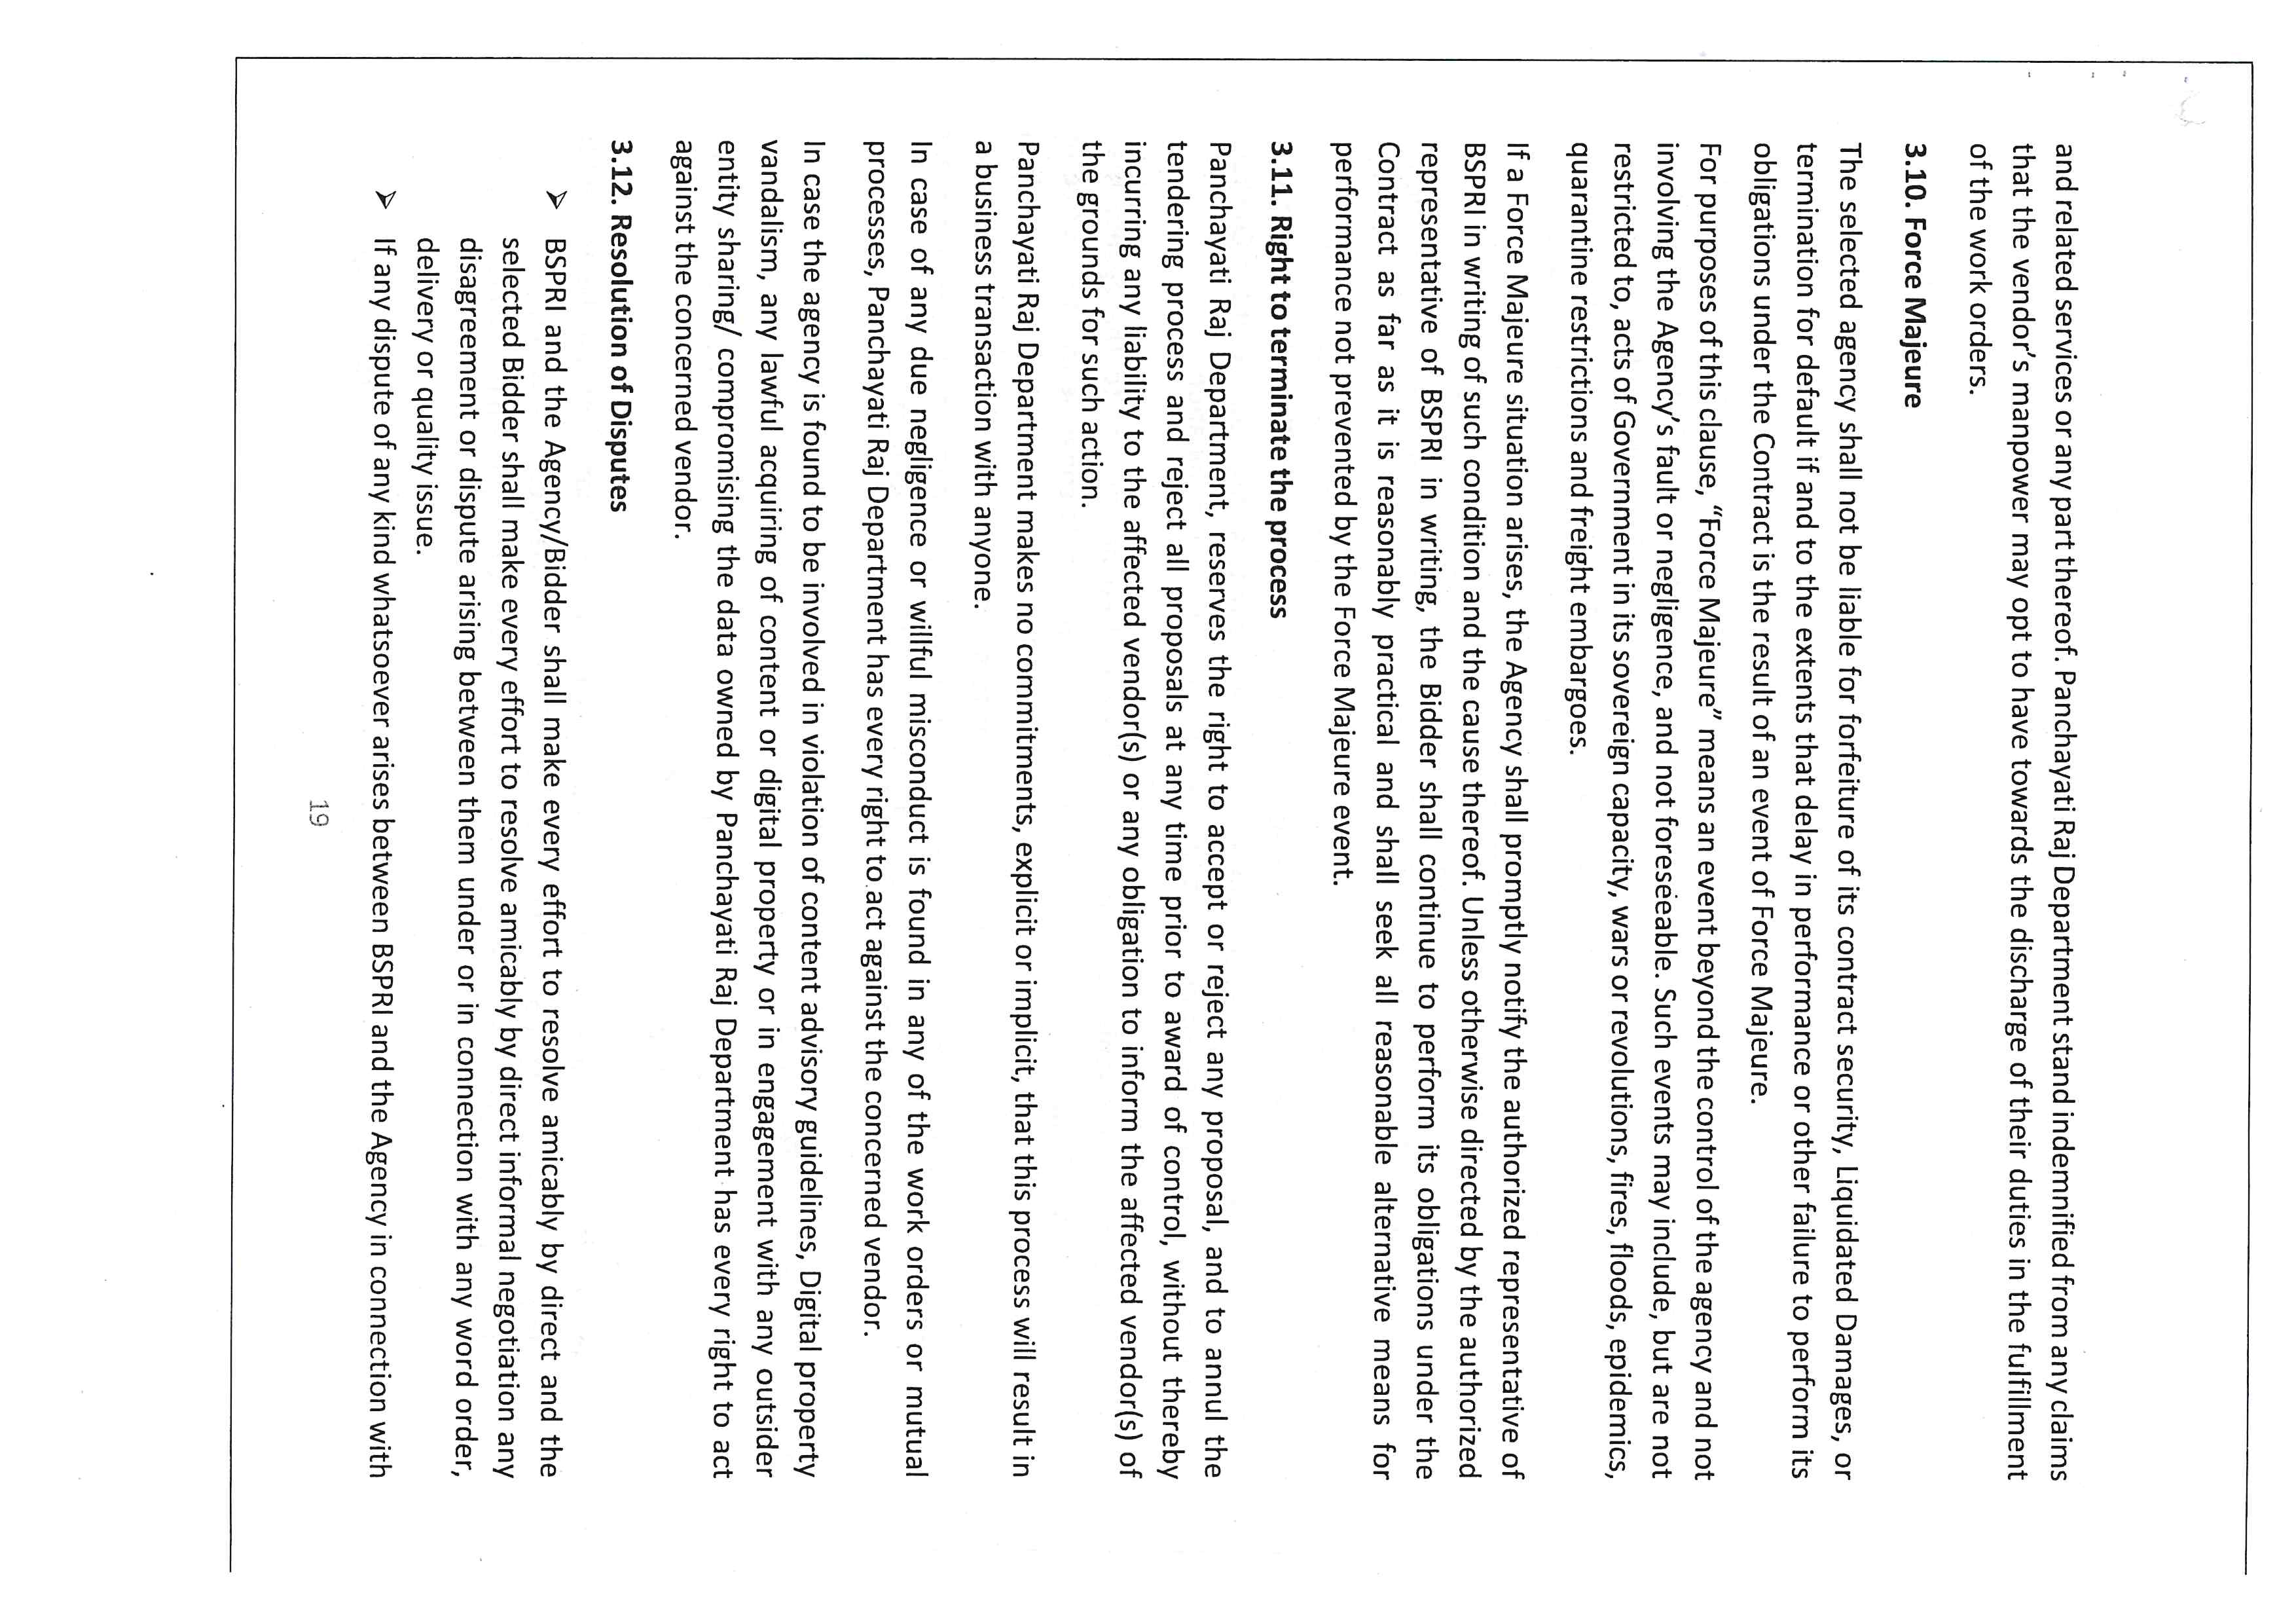 and related services or any part thereof. Panchayati Raj Department stand indemnified from any claims
that the vendor's manpower may opt to have towards the discharge of their duties in the fulfillment
of the work orders.
3.10. Force Majeure
The selected agency shall not be liable for forfeiture of its contract security, Liquidated Damages, or
termination for default if and to the extents that delay in performance or other failure to perform its
obligations under the Contract is the result of an event of Force Majeure.
For purposes of this clause, "Force Majeure" means an event beyond the control of the agency and not
involving the Agency's fault or negligence, and not foreseeable. Such events may include, but are not
restricted to, acts of Government in its sovereign capacity, wars or revolutions, fires, floods, epidemics,
quarantine restrictions and freight embargoes.
If a Force Majeure situation arises, the Agency shall promptly notify the authorized representative of
BSPRI in writing of such condition and the cause thereof. Unless otherwise directed by the authorized
representative of BSPRI in writing, the Bidder shall continue to perform its obligations under the
Contract as far as it is reasonably practical and shall seek all reasonable alternative means for
performance not prevented by the Force Majeure event.
3.11. Right to terminate the process
Panchayati Raj Department, reserves the right to accept or reject any proposal, and to annul the
tendering process and reject all proposals at any time prior to award of control, without thereby
incurring any liability to the affected vendor(s) or any obligation to inform the affected vendor(s) of
the grounds for such action.
Panchayati Raj Department makes no commitments, explicit or implicit, that this process will result in
a business transaction with anyone.
In case of any due negligence or willful misconduct is found in any of the work orders or mutual
processes, Panchayati Raj Department has every right to act against the concerned vendor.
In case the agency is found to be involved in violation of content advisory guidelines, Digital property
vandalism, any lawful acquiring of content or digital property or in engagement with any outsider
entity sharing/ compromising the data owned by Panchayati Raj Department has every right to act
against the concerned vendor.
3.12. Resolution of Disputes
➢ BSPRI and the Agency/Bidder shall make every effort to resolve amicably by direct and the
selected Bidder shall make every effort to resolve amicably by direct informal negotiation any
disagreement or dispute arising between them under or in connection with any word order,
delivery or quality issue.
➢ If any dispute of any kind whatsoever arises between BSPRI and the Agency in connection with
19